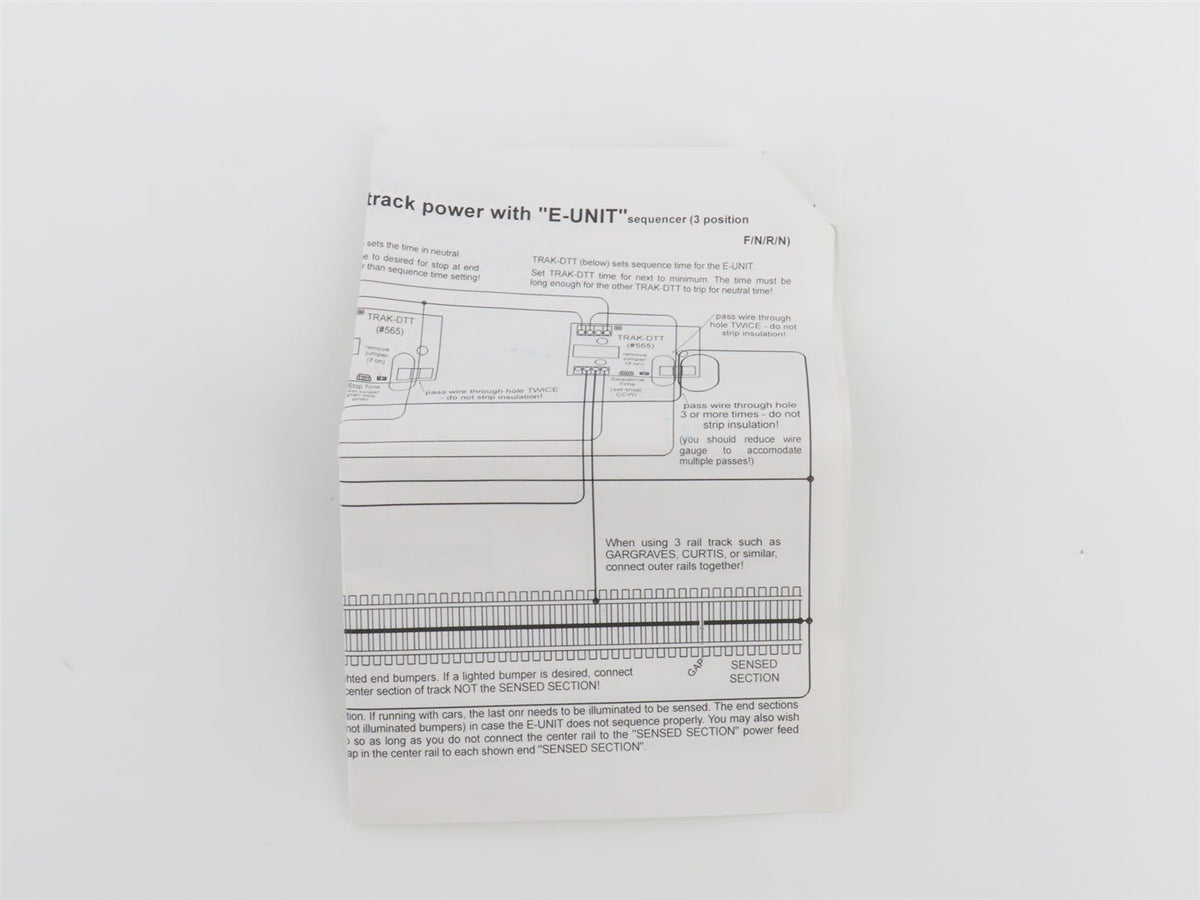 track power with "E-UNIT" sequencer (3 position
F/N/R/N)
sets the time in neutral.
e to desired for stop at end.
r than sequence time setting!
TRAK-DTT (below) sets sequence time for the E-UNIT.
Set TRAK-DTT time for next to minimum. The time must be
long enough for the other TRAK-DTT to trip for neutral time!
TRAK-DTT
(#565)
remove
jumper
(if on)
Stop Time
pass wire through hole TWICE
- do not strip insulation!
TRAK-DTT
(#565)
remove
jumper
(if on)
Sequence
Time
(set short
CCW)
pass wire through
hole TWICE - do not
strip insulation!
pass wire through hole
3 or more times - do not
strip insulation!
(you should reduce wire
gauge to accomodate
multiple passes!)
When using 3 rail track such as
GARGRAVES, CURTIS, or similar,
connect outer rails together!
GAP
SENSED
SECTION
hted end bumpers. If a lighted bumper is desired, connect
center section of track NOT the SENSED SECTION!
tion. If running with cars, the last onr needs to be illuminated to be sensed. The end sections
not illuminated bumpers) in case the E-UNIT does not sequence properly. You may also wish
so as long as you do not connect the center rail to the "SENSED SECTION" power feed
ap in the center rail to each shown end "SENSED SECTION".